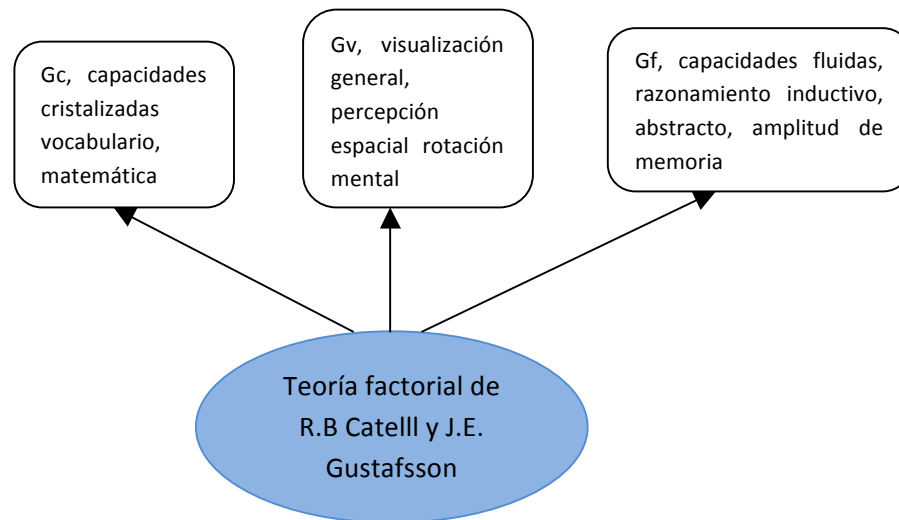 Gc, capacidades
cristalizadas
vocabulario,
matemática
Gv, visualización
general,
percepción
espacial rotación
mental
Gf, capacidades fluidas,
razonamiento inductivo,
abstracto, amplitud de
memoria
Teoría factorial de
R.B Catelll y J.E.
Gustafsson